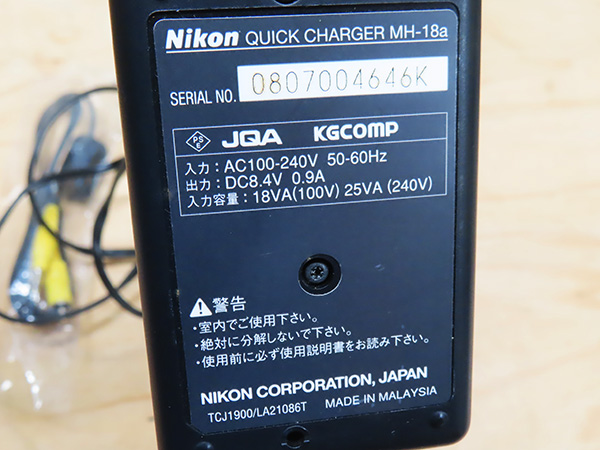 Nikon QUICK CHARGER MH-18a
SERIAL NO. 0807004646K
PS E JQA KGCOMP
入力：AC100-240V 50-60Hz
出力：DC8.4V 0.9A
入力容量：18VA(100V) 25VA (240V)
警告
・室内でご使用下さい。
・絶対に分解しないで下さい。
・使用前に必ず使用説明書をお読み下さい。
NIKON CORPORATION, JAPAN
TCJ1900/LA21086T MADE IN MALAYSIA